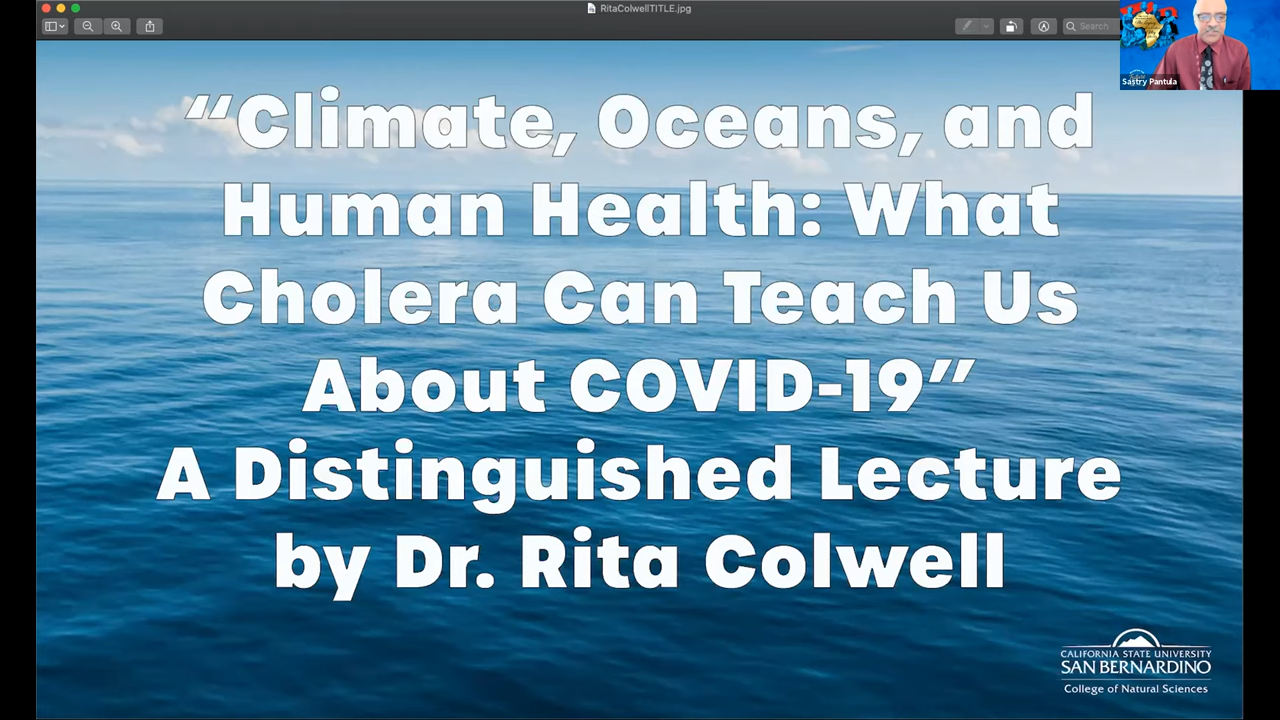 RitaColwellTITLE.jpg
Search
Sastry Pantula
“Climate, Oceans, and
Human Health: What
Cholera Can Teach Us
About COVID-19”
A Distinguished Lecture
by Dr. Rita Colwell
CALIFORNIA STATE UNIVERSITY
SAN BERNARDINO
College of Natural Sciences